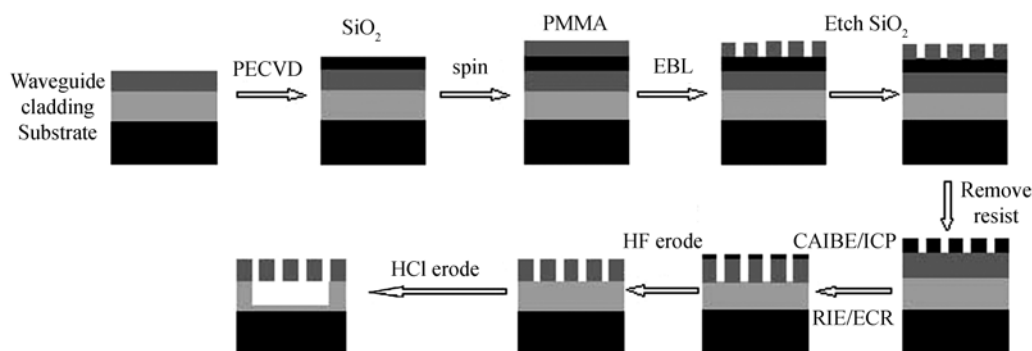 SiO₂
PMMA
Etch SiO₂
Waveguide
cladding
Substrate
PECVD
spin
EBL
Remove
resist
CAIBE/ICP
RIE/ECR
HF erode
HCl erode